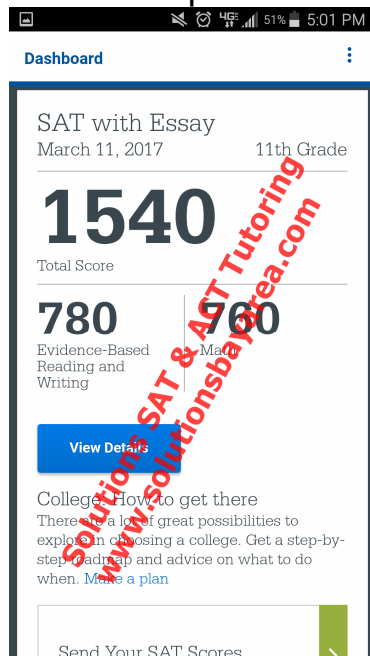 4G 51% 5:01 PM
Dashboard
SAT with Essay
March 11, 2017 11th Grade
1540
Total Score
780 760
Evidence-Based Math
Reading and
Writing
View Details
College: How to get there
There are a lot of great possibilities to
explore in choosing a college. Get a step-by-
step roadmap and advice on what to do
when. Make a plan
Send Your SAT Scores
Solutions SAT & ACT Tutoring
www.solutionsbayarea.com